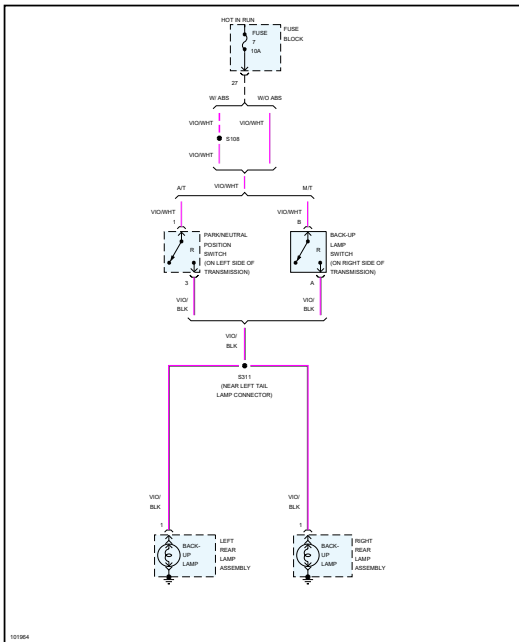 HOT IN RUN
FUSE
7
10A
FUSE
BLOCK
27
W/ ABS
W/O ABS
VIO/WHT
VIO/WHT
S108
VIO/WHT
VIO/WHT
A/T
M/T
VIO/WHT
VIO/WHT
1
B
R
PARK/NEUTRAL
POSITION
SWITCH
(ON LEFT SIDE OF
TRANSMISSION)
R
BACK-UP
LAMP
SWITCH
(ON RIGHT SIDE OF
TRANSMISSION)
3
A
VIO/
BLK
VIO/
BLK
VIO/
BLK
S311
(NEAR LEFT TAIL
LAMP CONNECTOR)
VIO/
BLK
VIO/
BLK
1
1
BACK-
UP
LAMP
LEFT
REAR
LAMP
ASSEMBLY
BACK-
UP
LAMP
RIGHT
REAR
LAMP
ASSEMBLY
101964